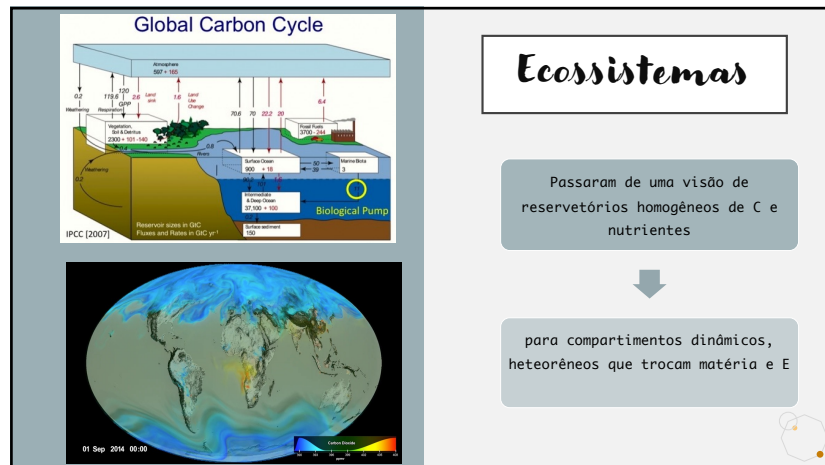 Global Carbon Cycle
Atmosphere
597 + 165
0.2
Weathering
119.6
120
GPP
Respiration
2.6
Land
sink
1.6
Land
Use
Change
70.6
70
22.2
20
6.4
Vegetation,
Soil & Detritus
2300 + 101 -140
Fossil Fuels
3700 - 244
0.4
0.8
Rivers
Weathering
0.2
Surface Ocean
900 + 18
50
39
Marine Biota
3
11
Intermediate
& Deep Ocean
37,100 + 100
Biological Pump
Surface sediment
150
Reservoir sizes in GtC
Fluxes and Rates in GtC yr-1
IPCC [2007]
01 Sep 2014 00:00
Carbon Dioxide
Ecossistemas
Passaram de uma visão de
reservetórios homogêneos de C e
nutrientes
para compartimentos dinâmicos,
heteorêneos que trocam matéria e E